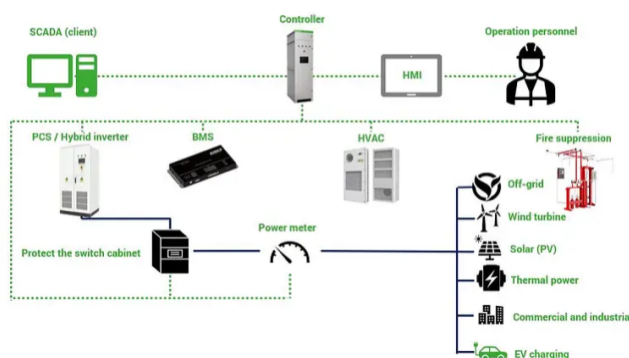 Controller
SCADA (client)
Operation personnel
HMI
PCS / Hybrid inverter
BMS
HVAC
Fire suppression
Off-grid
Wind turbine
Power meter
Protect the switch cabinet
Solar (PV)
Thermal power
Commercial and industria
EV charging